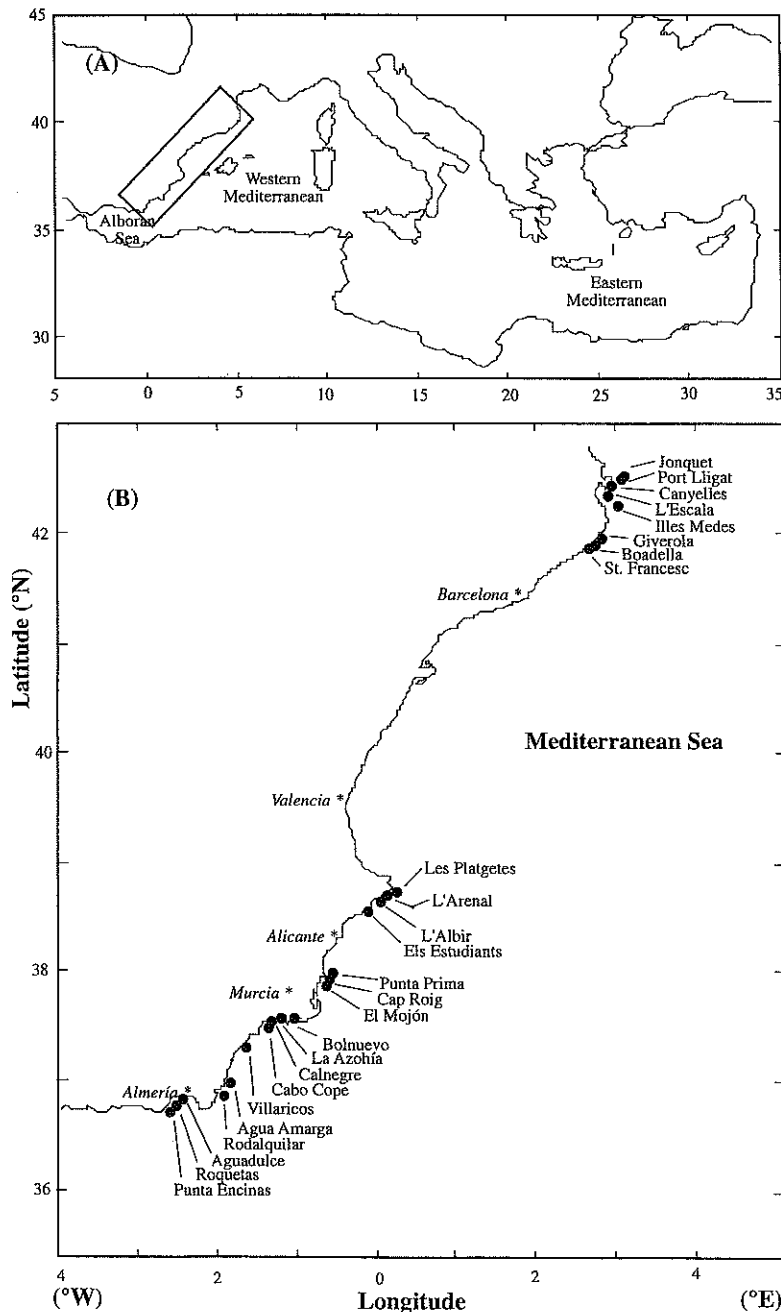 45
(A)
40
35
30
Western
Mediterranean
Alboran
Sea
Eastern
Mediterranean
5 0 5 10 15 20 25 30 35
(B)
Jonquet
Port Lligat
Canyelles
L'Escala
Illes Medes
Giverola
Boadella
St. Francesc
42
Barcelona *
Latitude (°N)
40
Mediterranean Sea
Valencia *
Les Platgetes
L'Arenal
L'Albir
Els Estudiants
Alicante *
38
Punta Prima
Cap Roig
El Mojón
Murcia *
Bolnuevo
La Azohía
Calnegre
Cabo Cope
Villaricos
Almería *
Agua Amarga
Rodalquilar
Aguadulce
Roquetas
Punta Encinas
36
4 2 0 2 4
(°W) Longitude (°E)